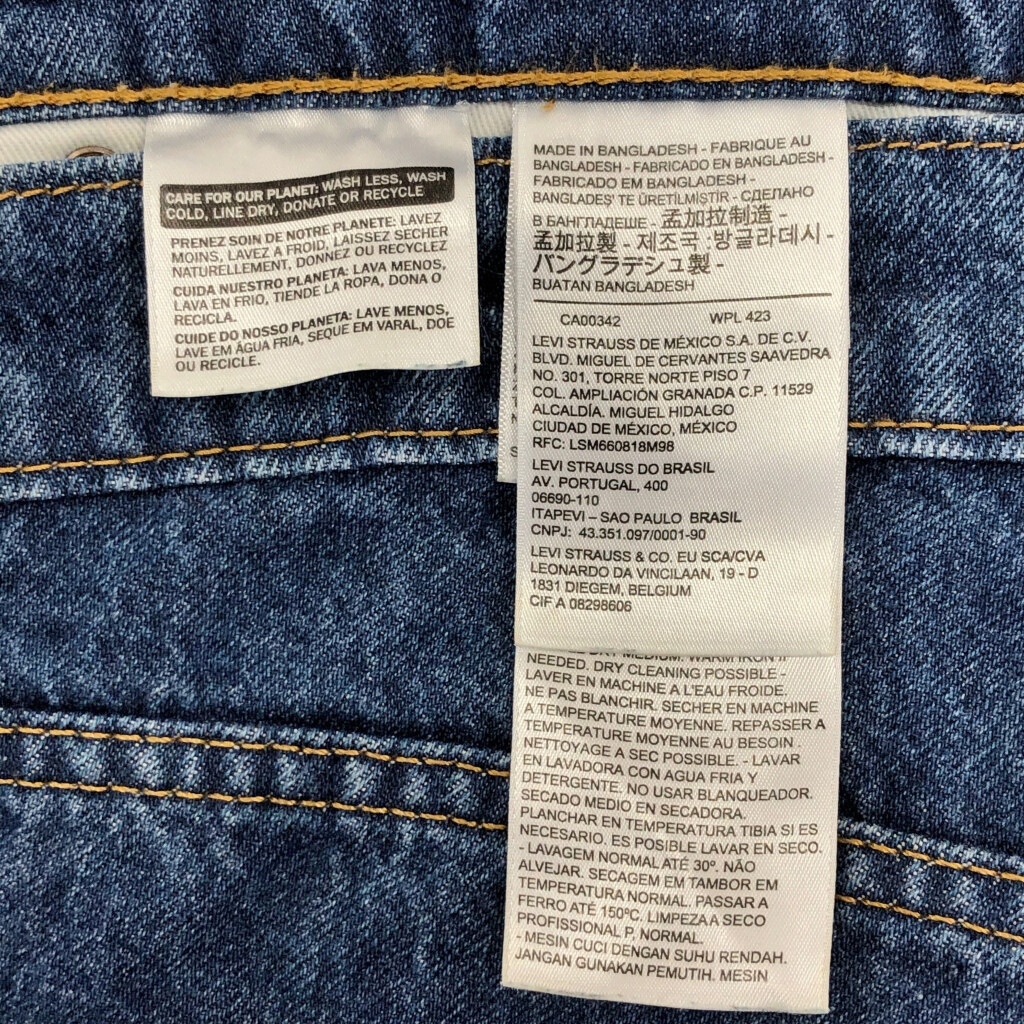 CARE FOR OUR PLANET: WASH LESS, WASH
COLD, LINE DRY, DONATE OR RECYCLE
PRENEZ SOIN DE NOTRE PLANETE: LAVEZ
MOINS, LAVEZ A FROID, LAISSEZ SECHER
NATURELLEMENT, DONNEZ OU RECYCLEZ
CUIDA NUESTRO PLANETA: LAVA MENOS,
LAVA EN FRIO, TIENDE LA ROPA, DONA O
RECICLA.
CUIDE DO NOSSO PLANETA: LAVE MENOS,
LAVE EM ÁGUA FRIA, SEQUE EM VARAL, DOE
OU RECICLE.
MADE IN BANGLADESH - FABRIQUE AU
BANGLADESH - FABRICADO EN BANGLADESH -
FABRICADO EM BANGLADESH -
BANGLADES' TE ÜRETİLMİŞTİR - СДЕЛАНО
В БАНГЛАДЕШЕ - 孟加拉制造 -
孟加拉製 - 제조국 :방글라데시 -
バングラデシュ製 -
BUATAN BANGLADESH
CA00342 WPL 423
LEVI STRAUSS DE MÉXICO S.A. DE C.V.
BLVD. MIGUEL DE CERVANTES SAAVEDRA
NO. 301, TORRE NORTE PISO 7
COL. AMPLIACIÓN GRANADA C.P. 11529
ALCALDÍA. MIGUEL HIDALGO
CIUDAD DE MÉXICO, MÉXICO
RFC: LSM660818M98
LEVI STRAUSS DO BRASIL
AV. PORTUGAL, 400
06690-110
ITAPEVI – SAO PAULO BRASIL
CNPJ: 43.351.097/0001-90
LEVI STRAUSS & CO. EU SCA/CVA
LEONARDO DA VINCILAAN, 19 - D
1831 DIEGEM, BELGIUM
CIF A 08298606
DRY MEDIUM. WARM IRON IF
NEEDED. DRY CLEANING POSSIBLE -
LAVER EN MACHINE A L'EAU FROIDE.
NE PAS BLANCHIR. SECHER EN MACHINE
A TEMPERATURE MOYENNE. REPASSER A
TEMPERATURE MOYENNE AU BESOIN .
NETTOYAGE A SEC POSSIBLE. - LAVAR
EN LAVADORA CON AGUA FRIA Y
DETERGENTE. NO USAR BLANQUEADOR.
SECADO MEDIO EN SECADORA.
PLANCHAR EN TEMPERATURA TIBIA SI ES
NECESARIO. ES POSIBLE LAVAR EN SECO.
- LAVAGEM NORMAL ATÉ 30º. NÃO
ALVEJAR. SECAGEM EM TAMBOR EM
TEMPERATURA NORMAL. PASSAR A
FERRO ATÉ 150ºC. LIMPEZA A SECO
PROFISSIONAL P, NORMAL.
- MESIN CUCI DENGAN SUHU RENDAH.
JANGAN GUNAKAN PEMUTIH. MESIN